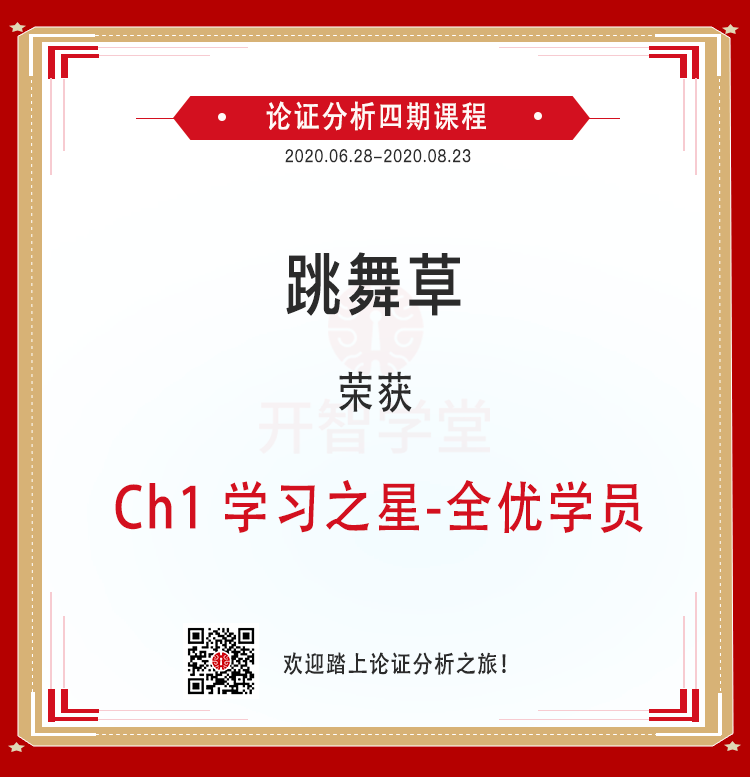 论证分析四期课程
2020.06.28-2020.08.23
跳舞草
荣获
开智学堂
Ch1 学习之星-全优学员
欢迎踏上论证分析之旅!